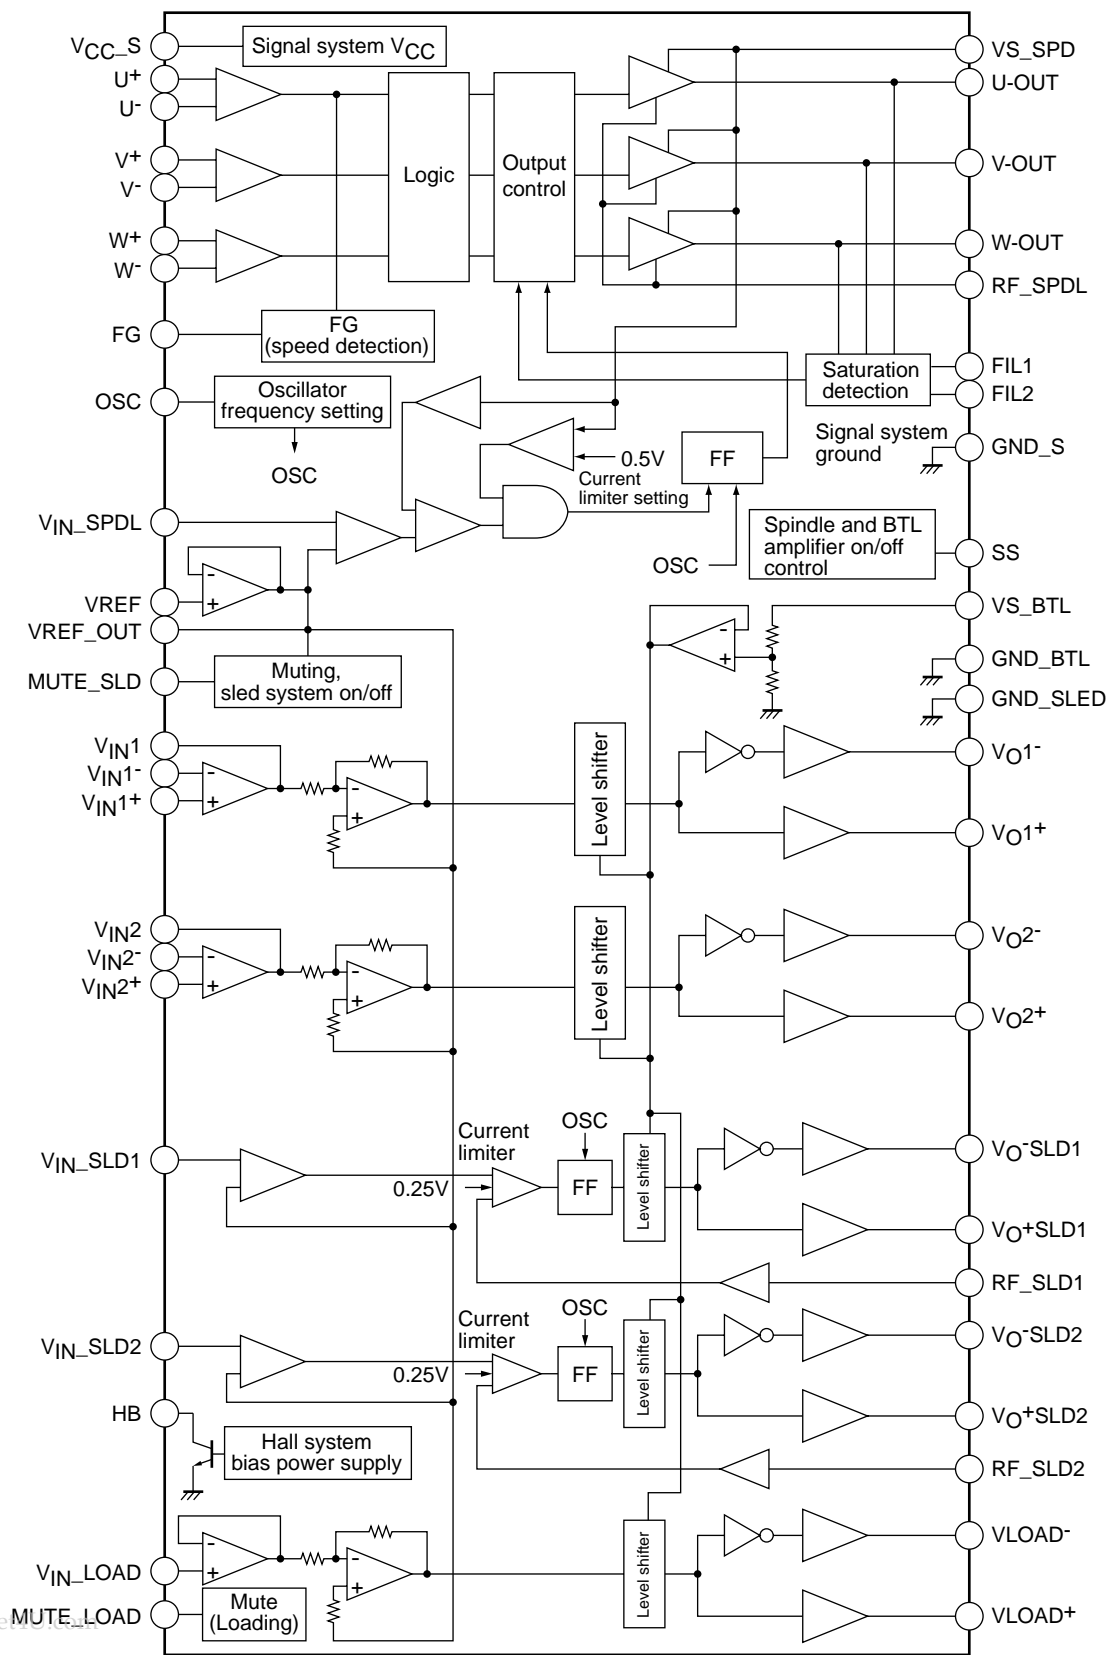 VCC_S
Signal system VCC
VS_SPD
U+
U-
U-OUT
V+
V-
Logic
Output
control
V-OUT
W+
W-
W-OUT
RF_SPDL
FG
FG
(speed detection)
Saturation
detection
FIL1
FIL2
OSC
Oscillator
frequency setting
OSC
Signal system
ground
GND_S
0.5V
Current
limiter setting
FF
VIN_SPDL
OSC
Spindle and BTL
amplifier on/off
control
SS
VREF
-
+
VREF_OUT
VS_BTL
-
+
GND_BTL
MUTE_SLD
Muting,
sled system on/off
GND_SLED
VIN1
VIN1-
VIN1+
-
+
-
+
Level shifter
VO1-
VO1+
VIN2
VIN2-
VIN2+
-
+
-
+
Level shifter
VO2-
VO2+
VIN_SLD1
Current
limiter
0.25V
OSC
FF
Level shifter
VO-SLD1
VO+SLD1
RF_SLD1
VIN_SLD2
Current
limiter
0.25V
OSC
FF
Level shifter
VO-SLD2
VO+SLD2
RF_SLD2
HB
Hall system
bias power supply
VIN_LOAD
-
+
-
+
Level shifter
VLOAD-
VLOAD+
MUTE_LOAD
Mute
(Loading)
et4U.com